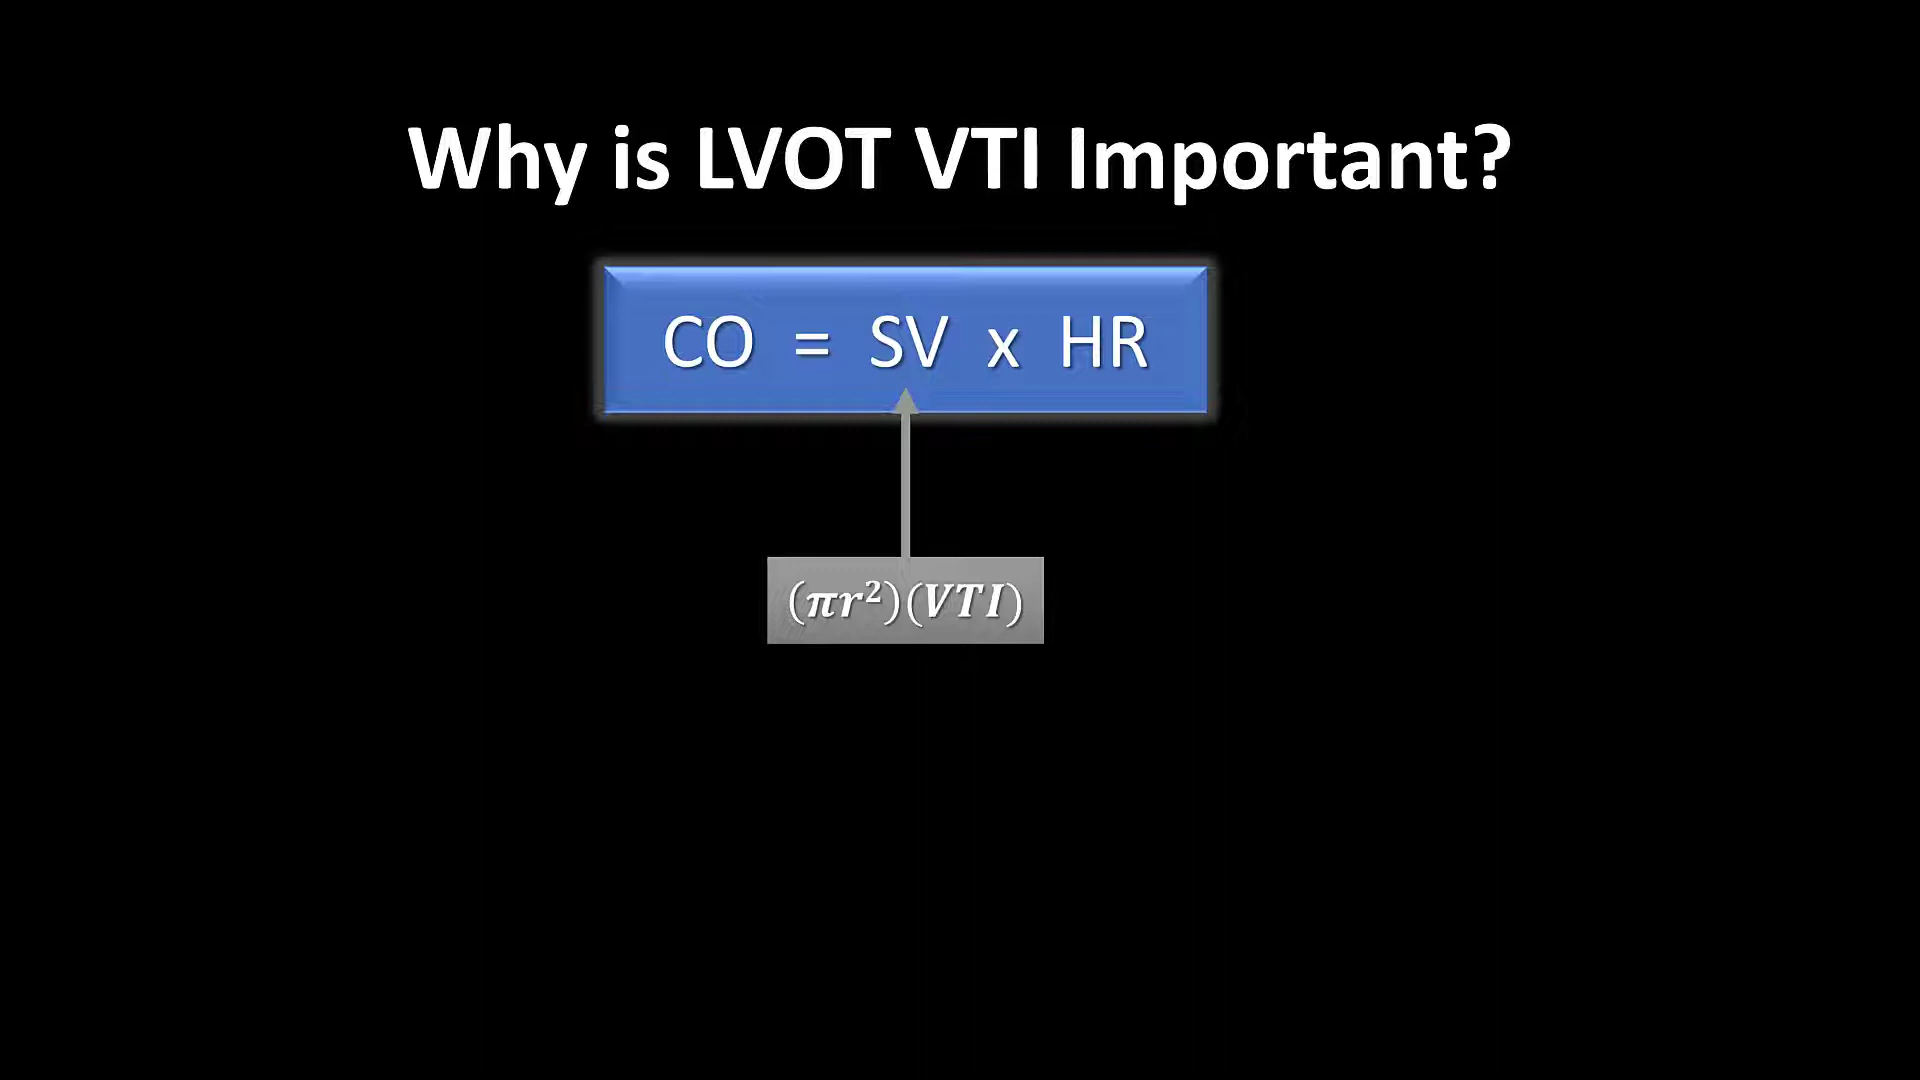 Why is LVOT VTI Important?
CO = SV x HR
(πr²)(VTI)